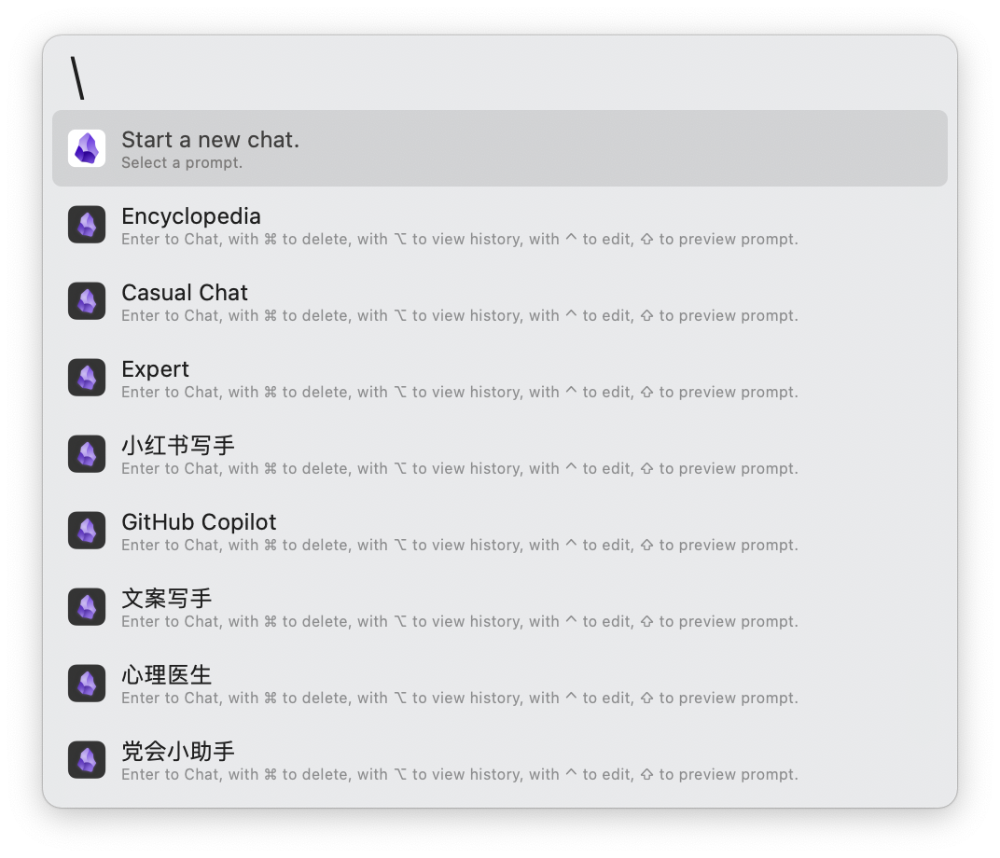 \
Start a new chat.
Select a prompt.
Encyclopedia
Enter to Chat, with ⌘ to delete, with ⌥ to view history, with ^ to edit, ⇧ to preview prompt.
Casual Chat
Enter to Chat, with ⌘ to delete, with ⌥ to view history, with ^ to edit, ⇧ to preview prompt.
Expert
Enter to Chat, with ⌘ to delete, with ⌥ to view history, with ^ to edit, ⇧ to preview prompt.
小红书写手
Enter to Chat, with ⌘ to delete, with ⌥ to view history, with ^ to edit, ⇧ to preview prompt.
GitHub Copilot
Enter to Chat, with ⌘ to delete, with ⌥ to view history, with ^ to edit, ⇧ to preview prompt.
文案写手
Enter to Chat, with ⌘ to delete, with ⌥ to view history, with ^ to edit, ⇧ to preview prompt.
心理医生
Enter to Chat, with ⌘ to delete, with ⌥ to view history, with ^ to edit, ⇧ to preview prompt.
党会小助手
Enter to Chat, with ⌘ to delete, with ⌥ to view history, with ^ to edit, ⇧ to preview prompt.